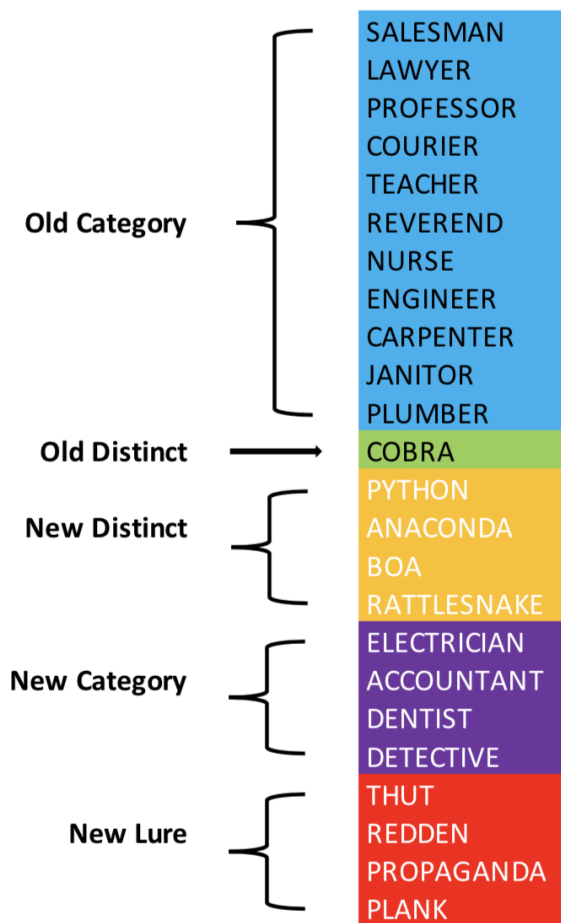 SALESMAN
LAWYER
PROFESSOR
COURIER
TEACHER
Old Category REVEREND
NURSE
ENGINEER
CARPENTER
JANITOR
PLUMBER
Old Distinct COBRA
PYTHON
New Distinct ANACONDA
BOA
RATTLESNAKE
ELECTRICIAN
New Category ACCOUNTANT
DENTIST
DETECTIVE
THUT
New Lure REDDEN
PROPAGANDA
PLANK